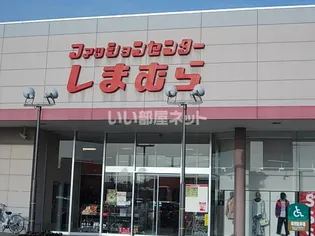 ファッションセンター
しまむら
いい部屋ネット